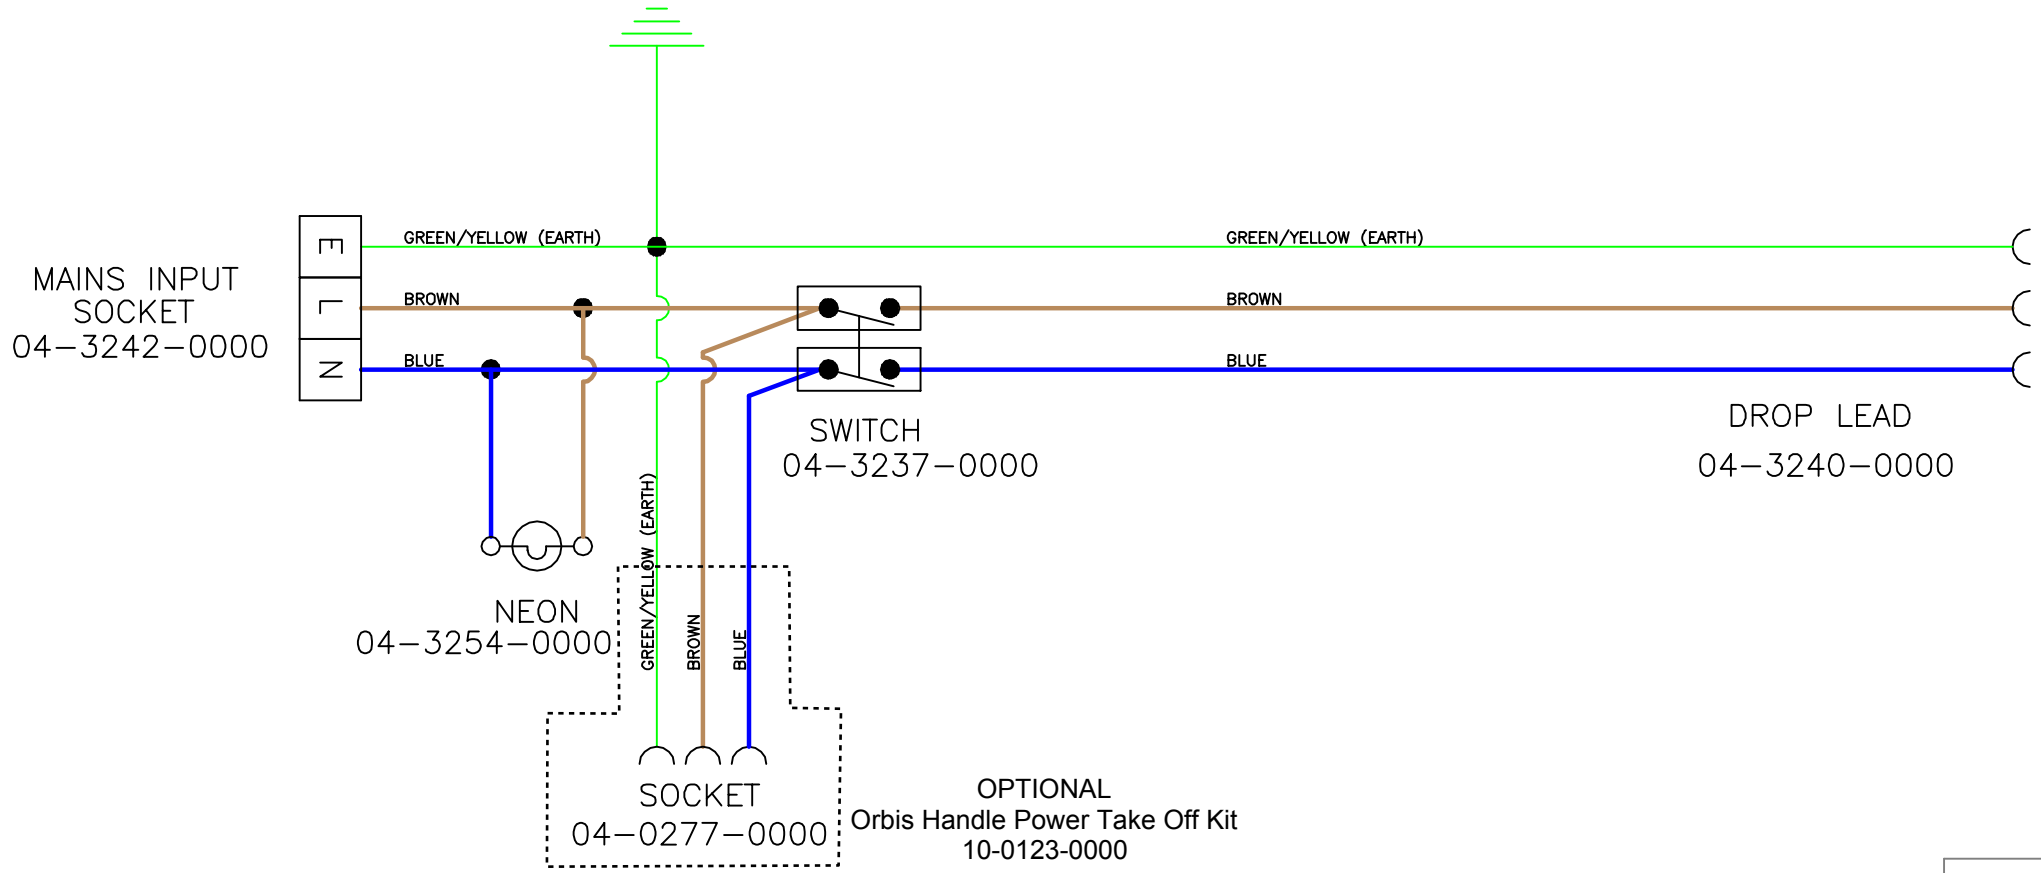 GREEN/YELLOW (EARTH)
GREEN/YELLOW (EARTH)
E
MAINS INPUT
SOCKET
04-3242-0000
L
BROWN
BROWN
N
BLUE
BLUE
SWITCH
04-3237-0000
DROP LEAD
04-3240-0000
NEON
04-3254-0000
GREEN/YELLOW (EARTH)
BROWN
BLUE
SOCKET
04-0277-0000
OPTIONAL
Orbis Handle Power Take Off Kit
10-0123-0000